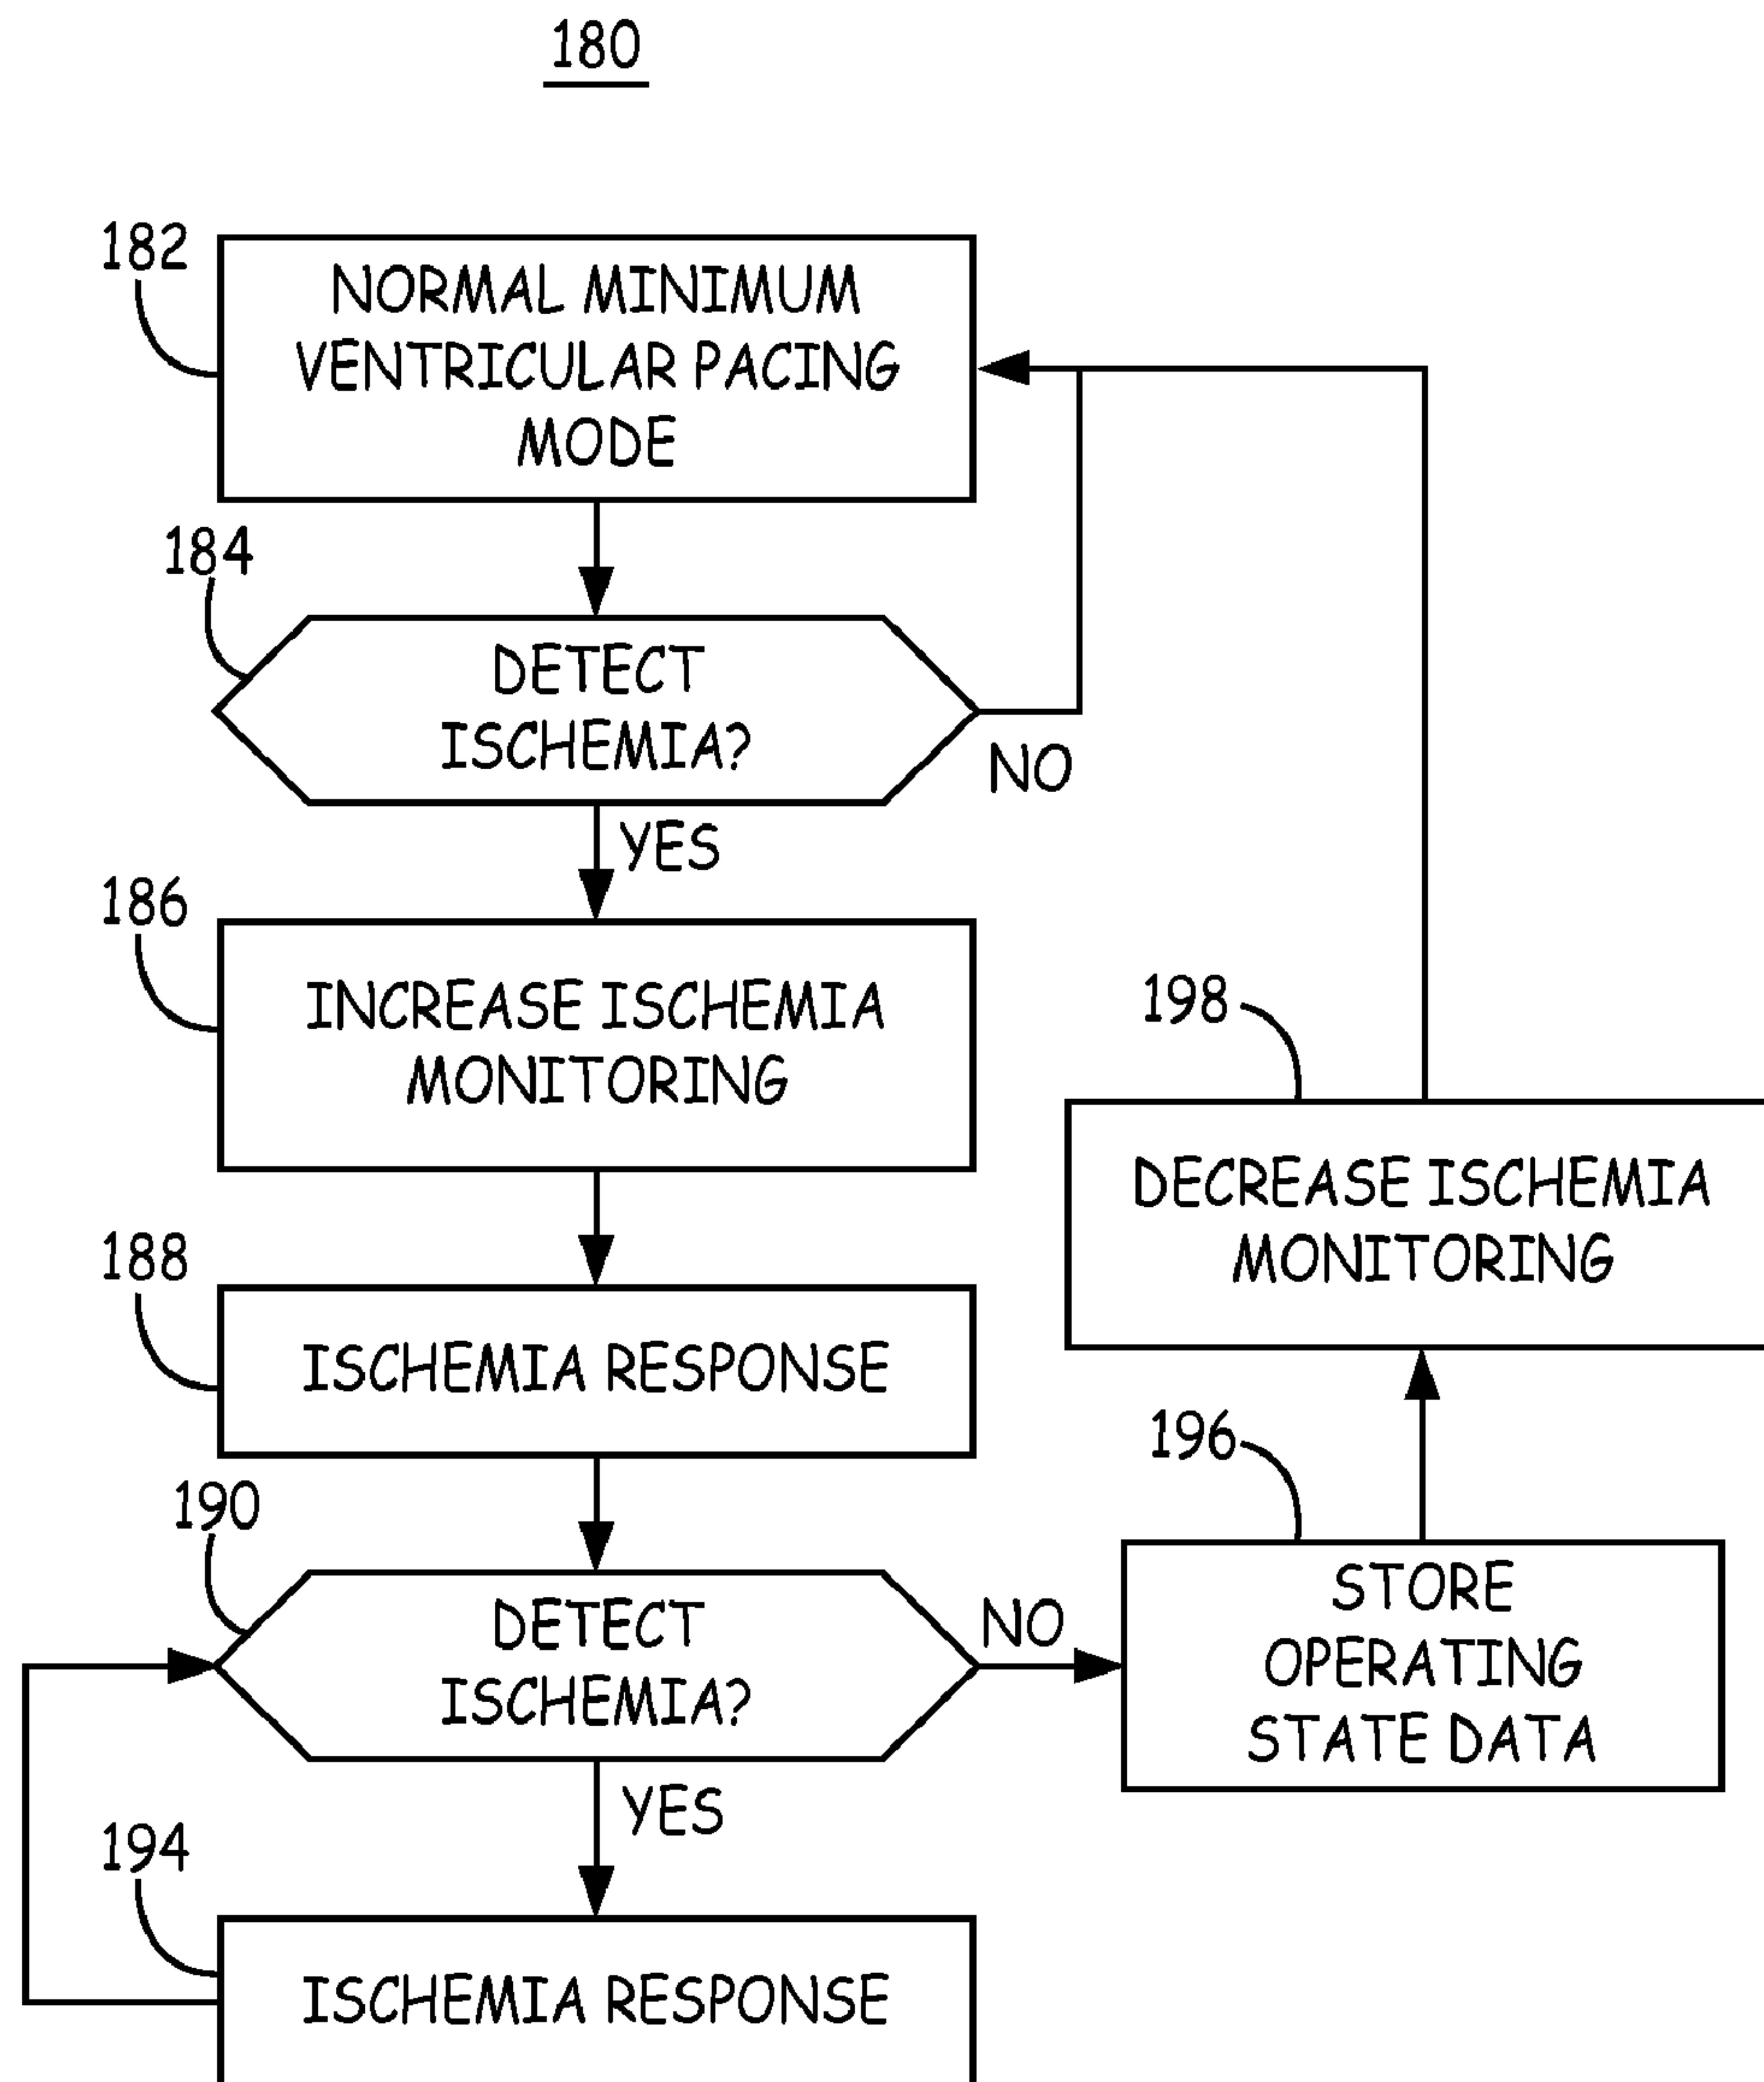 180
182
NORMAL MINIMUM
VENTRICULAR PACING
MODE
184
DETECT
ISCHEMIA?
NO
YES
186
INCREASE ISCHEMIA
MONITORING
198
DECREASE ISCHEMIA
MONITORING
188
ISCHEMIA RESPONSE
196
STORE
OPERATING
STATE DATA
190
DETECT
ISCHEMIA?
NO
YES
194
ISCHEMIA RESPONSE